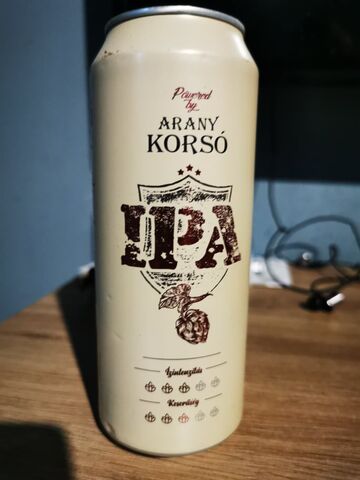 Powered
by
ARANY
KORSÓ
IPA
Ízintenzitás
Keserűség